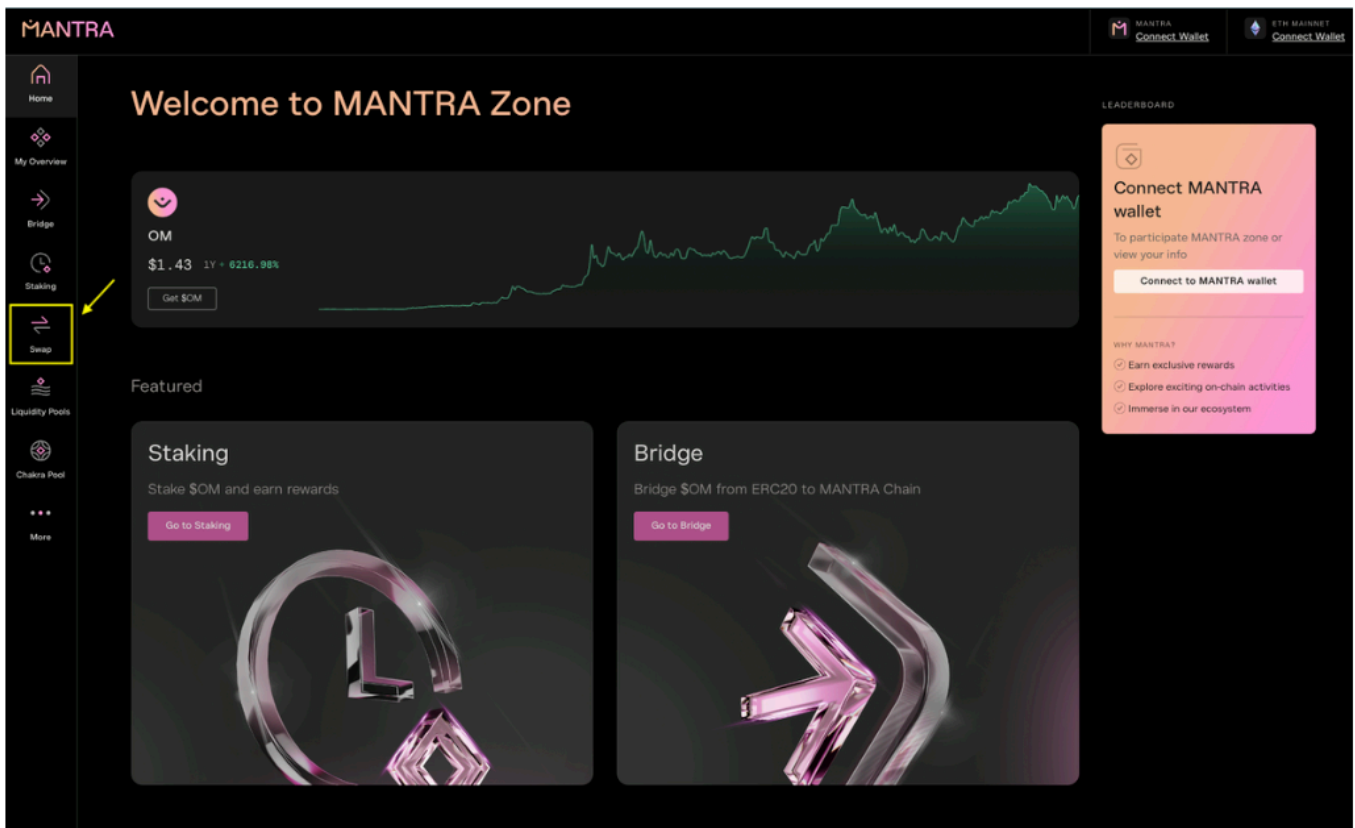 MANTRA
MANTRA
Connect Wallet
ETH MAINNET
Connect Wallet
Home
My Overview
Bridge
Staking
Swap
Liquidity Pools
Chakra Pool
More
Welcome to MANTRA Zone
OM
$1.43 1Y 6216.98%
Get $OM
Featured
Staking
Stake $OM and earn rewards
Go to Staking
Bridge
Bridge $OM from ERC20 to MANTRA Chain
Go to Bridge
LEADERBOARD
Connect MANTRA
wallet
To participate MANTRA zone or
view your info
Connect to MANTRA wallet
WHY MANTRA?
Earn exclusive rewards
Explore exciting on-chain activities
Immerse in our ecosystem